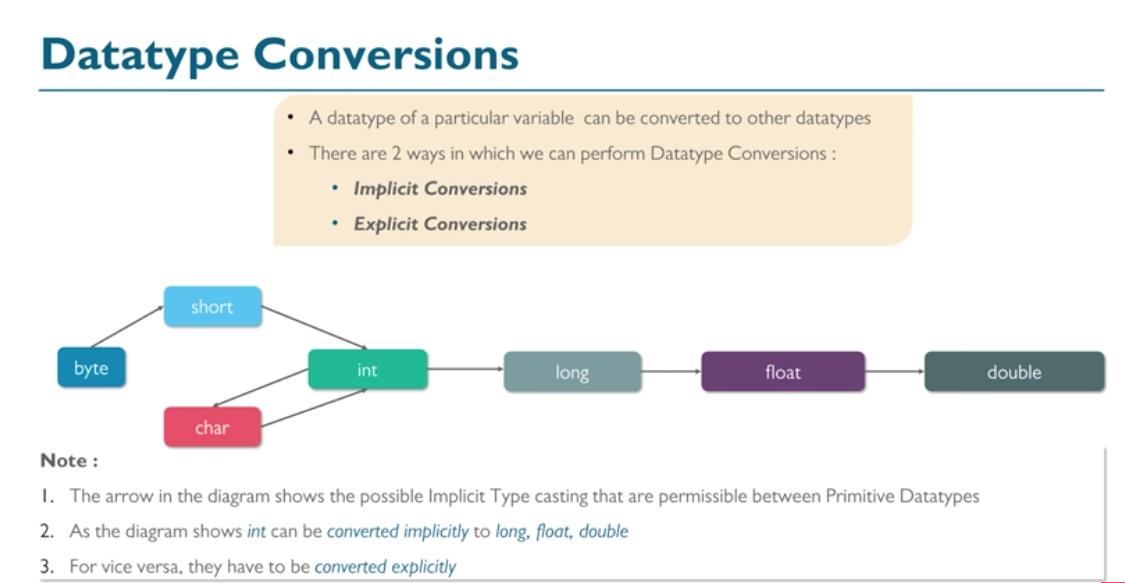 Datatype Conversions
• A datatype of a particular variable can be converted to other datatypes
• There are 2 ways in which we can perform Datatype Conversions :
• Implicit Conversions
• Explicit Conversions
short
byte
int
long
float
double
char
Note :
1. The arrow in the diagram shows the possible Implicit Type casting that are permissible between Primitive Datatypes
2. As the diagram shows int can be converted implicitly to long, float, double
3. For vice versa, they have to be converted explicitly